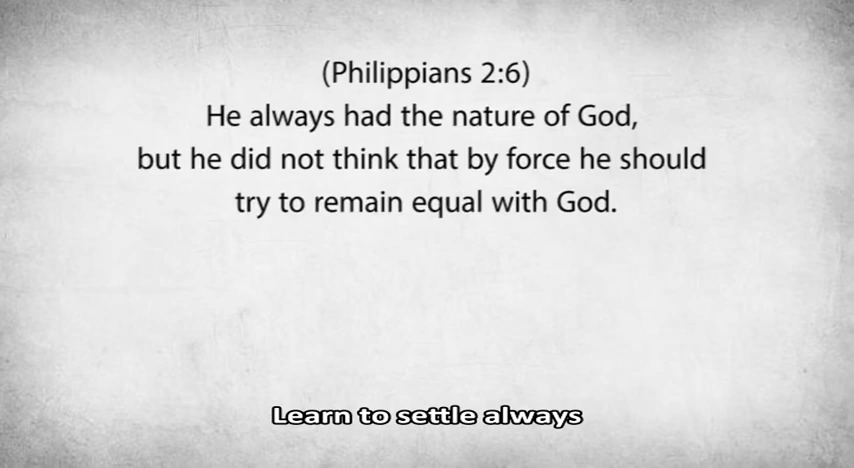 (Philippians 2:6)
He always had the nature of God,
but he did not think that by force he should
try to remain equal with God.
Learn to settle always